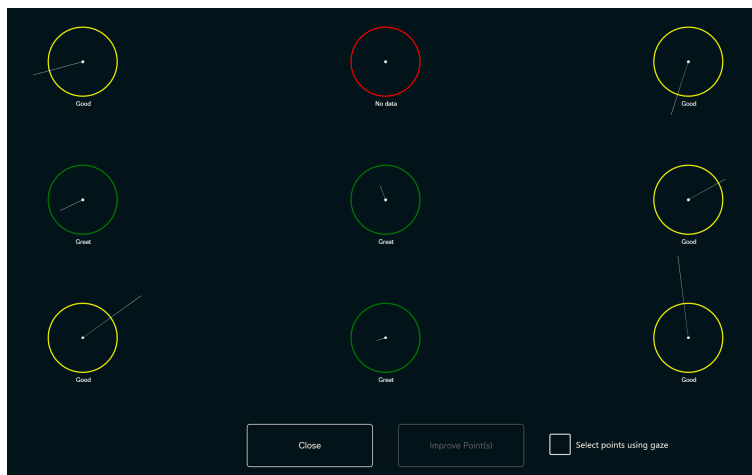 Good
No data
Good
Great
Great
Good
Good
Great
Good
Close
Improve Point(s)
Select points using gaze